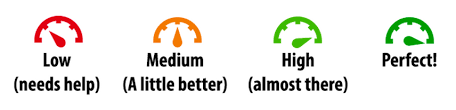 Low
(needs help)
Medium
(A little better)
High
(almost there)
Perfect!